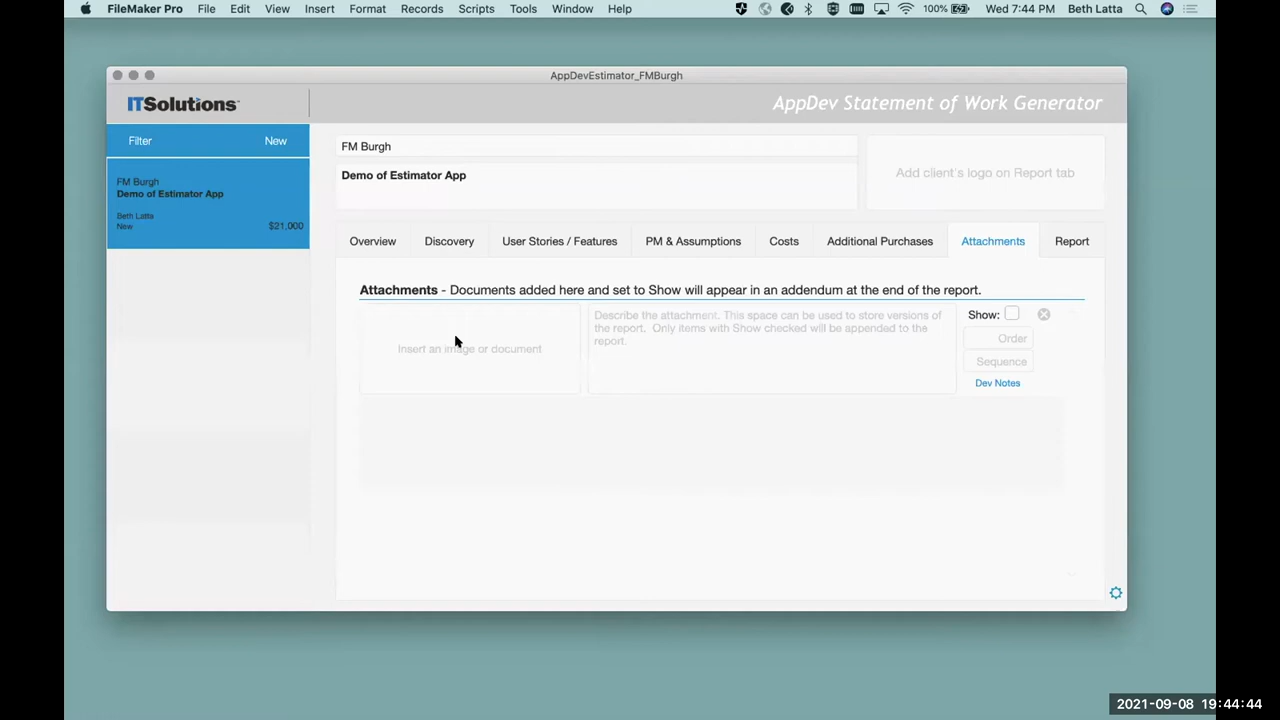 FileMaker Pro File Edit View Insert Format Records Scripts Tools Window Help 100% Wed 7:44 PM Beth Latta
AppDevEstimator_FMBurgh
ITSolutions
AppDev Statement of Work Generator
Filter New
FM Burgh
Demo of Estimator App
Beth Latta
New $21,000
FM Burgh
Demo of Estimator App
Add client's logo on Report tab
Overview Discovery User Stories / Features PM & Assumptions Costs Additional Purchases Attachments Report
Attachments - Documents added here and set to Show will appear in an addendum at the end of the report.
Insert an image or document
Describe the attachment. This space can be used to store versions of
the report. Only items with Show checked will be appended to the
report.
Show:
Order
Sequence
Dev Notes
2021-09-08 19:44:44